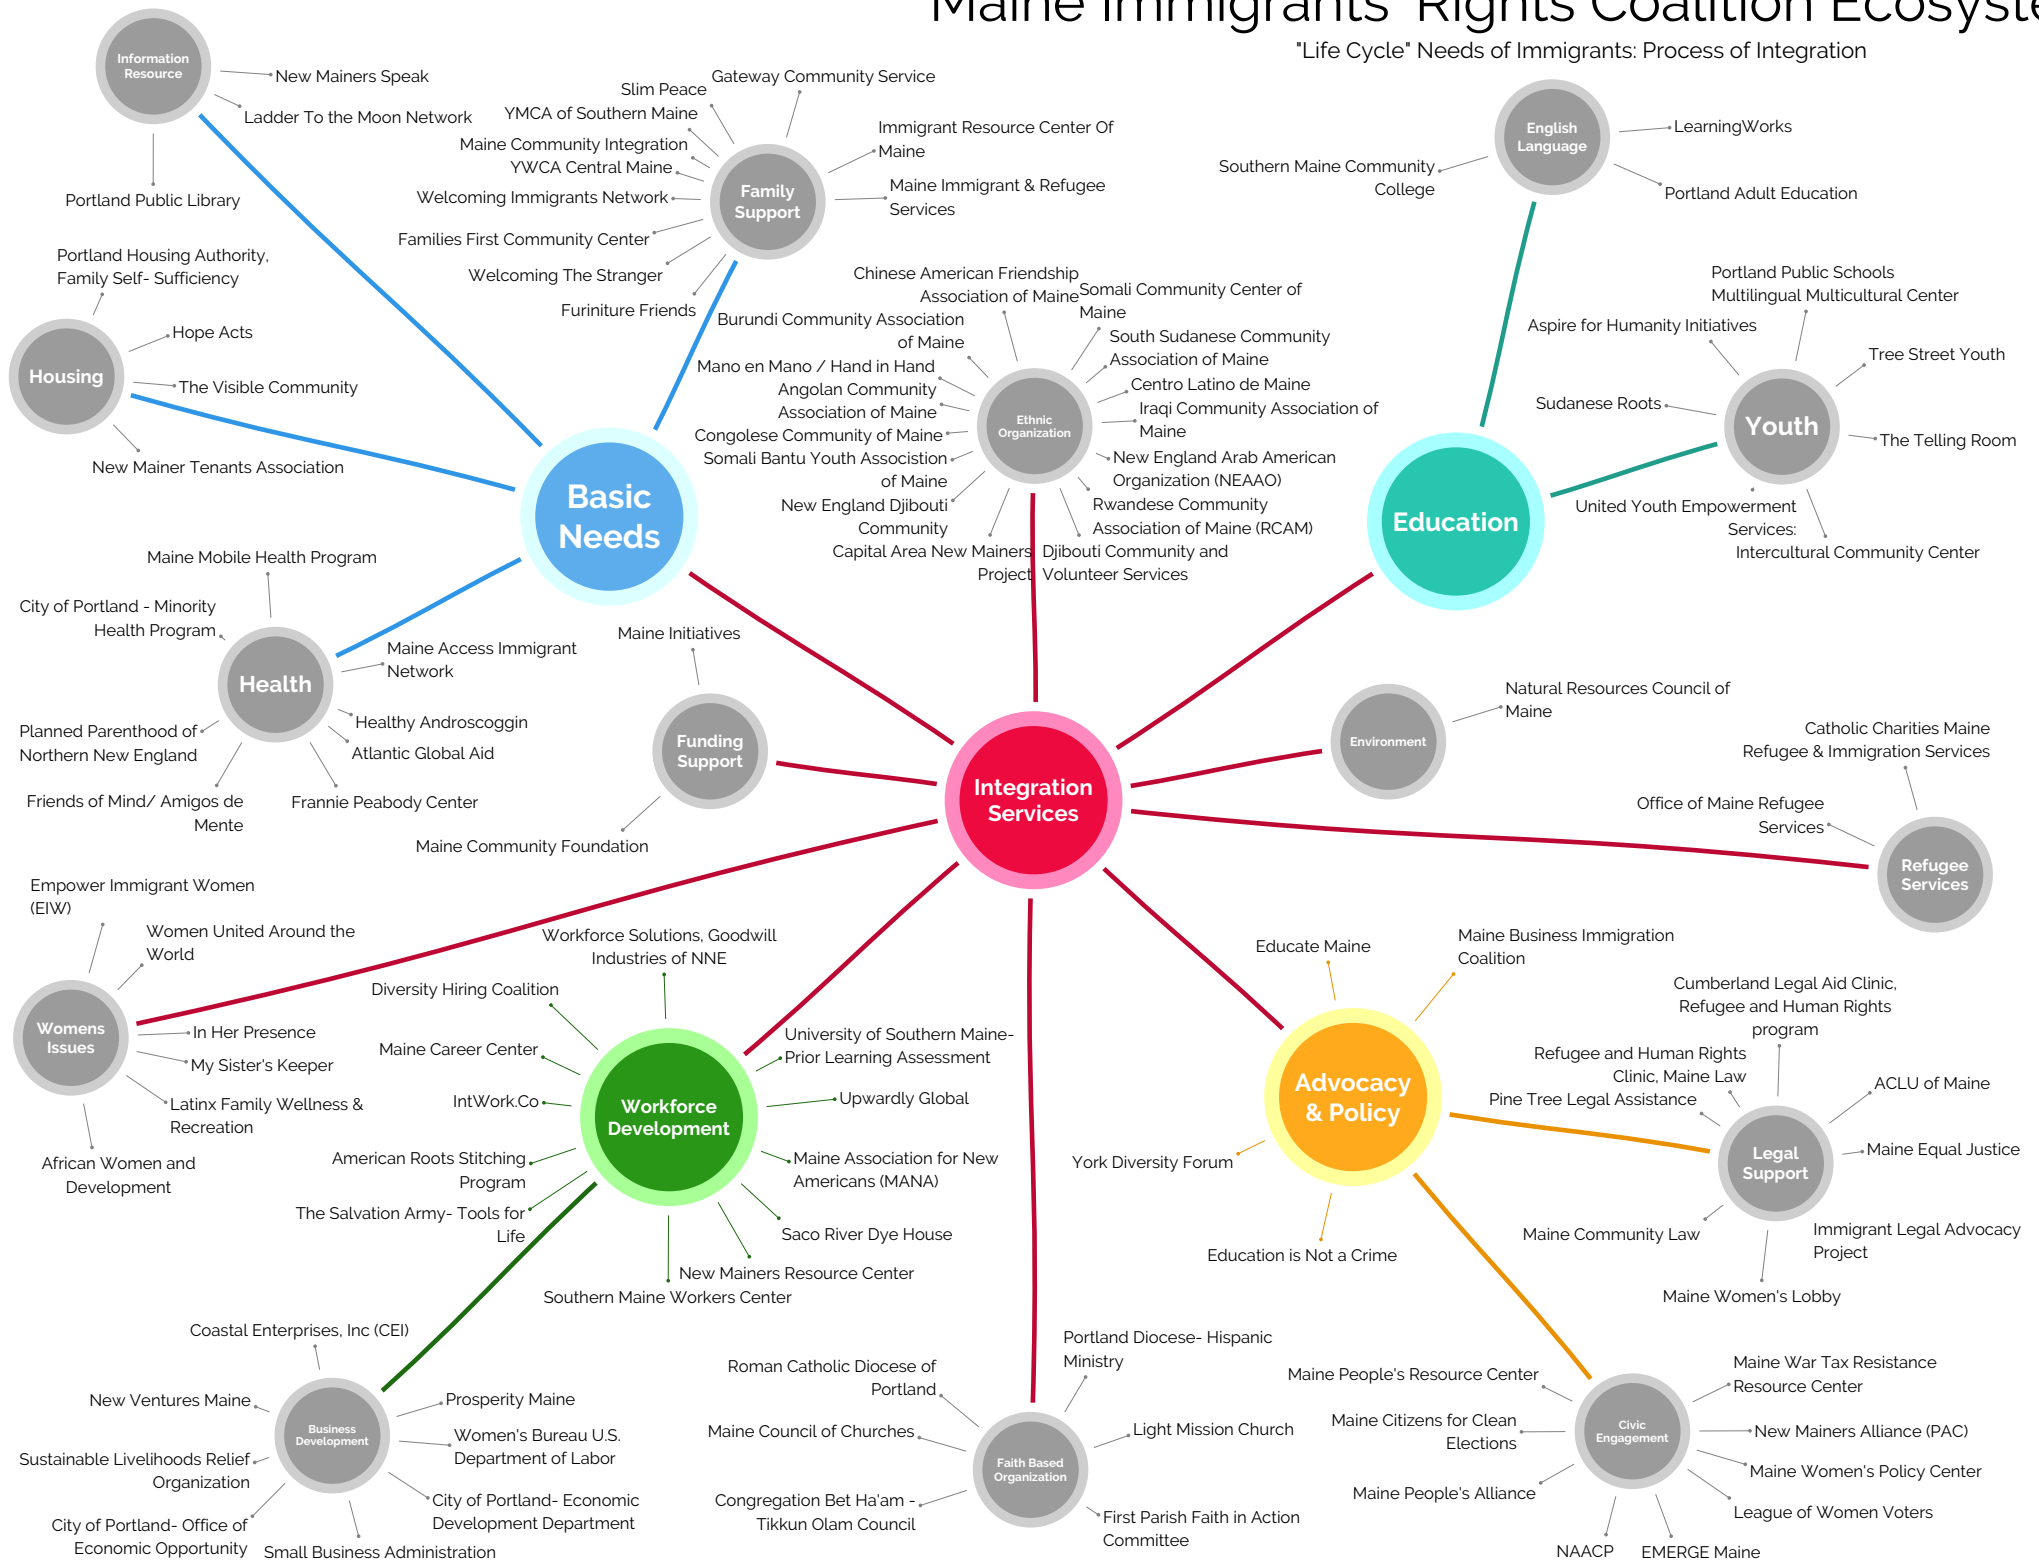 Maine Immigrants' Rights Coalition Ecosyste
"Life Cycle" Needs of Immigrants: Process of Integration
Information
Resource
New Mainers Speak
Ladder To the Moon Network
Portland Public Library
Portland Housing Authority,
Family Self- Sufficiency
Housing
Hope Acts
The Visible Community
New Mainer Tenants Association
Gateway Community Service
Slim Peace
YMCA of Southern Maine
Maine Community Integration
YWCA Central Maine
Welcoming Immigrants Network
Families First Community Center
Welcoming The Stranger
Furiniture Friends
Family
Support
Immigrant Resource Center Of
Maine
Maine Immigrant & Refugee
Services
English
Language
LearningWorks
Southern Maine Community
College
Portland Adult Education
Chinese American Friendship
Association of Maine
Somali Community Center of
Maine
Burundi Community Association
of Maine
South Sudanese Community
Association of Maine
Mano en Mano / Hand in Hand
Angolan Community
Association of Maine
Centro Latino de Maine
Iraqi Community Association of
Maine
Congolese Community of Maine
Somali Bantu Youth Associstion
of Maine
New England Djibouti
Community
Capital Area New Mainers
Project
Ethnic
Organization
New England Arab American
Organization (NEAAO)
Rwandese Community
Association of Maine (RCAM)
Djibouti Community and
Volunteer Services
Portland Public Schools
Multilingual Multicultural Center
Aspire for Humanity Initiatives
Tree Street Youth
Sudanese Roots
Youth
The Telling Room
United Youth Empowerment
Services:
Intercultural Community Center
Basic
Needs
Education
Maine Mobile Health Program
City of Portland - Minority
Health Program
Health
Maine Access Immigrant
Network
Healthy Androscoggin
Atlantic Global Aid
Planned Parenthood of
Northern New England
Friends of Mind/ Amigos de
Mente
Frannie Peabody Center
Maine Initiatives
Funding
Support
Maine Community Foundation
Integration
Services
Environment
Natural Resources Council of
Maine
Catholic Charities Maine
Refugee & Immigration Services
Office of Maine Refugee
Services
Refugee
Services
Empower Immigrant Women
(EIW)
Women United Around the
World
Womens
Issues
In Her Presence
My Sister's Keeper
Latinx Family Wellness &
Recreation
African Women and
Development
Workforce Solutions, Goodwill
Industries of NNE
Diversity Hiring Coalition
Maine Career Center
IntWork.Co
American Roots Stitching
Program
The Salvation Army- Tools for
Life
Workforce
Development
University of Southern Maine-
Prior Learning Assessment
Upwardly Global
Maine Association for New
Americans (MANA)
Saco River Dye House
New Mainers Resource Center
Southern Maine Workers Center
Educate Maine
Maine Business Immigration
Coalition
Advocacy
& Policy
York Diversity Forum
Education is Not a Crime
Cumberland Legal Aid Clinic,
Refugee and Human Rights
program
Refugee and Human Rights
Clinic, Maine Law
Pine Tree Legal Assistance
ACLU of Maine
Legal
Support
Maine Equal Justice
Maine Community Law
Immigrant Legal Advocacy
Project
Maine Women's Lobby
Coastal Enterprises, Inc (CEI)
New Ventures Maine
Sustainable Livelihoods Relief
Organization
City of Portland- Office of
Economic Opportunity
Business
Development
Prosperity Maine
Women's Bureau U.S.
Department of Labor
City of Portland- Economic
Development Department
Small Business Administration
Portland Diocese- Hispanic
Ministry
Roman Catholic Diocese of
Portland
Maine Council of Churches
Light Mission Church
Faith Based
Organization
Congregation Bet Ha'am -
Tikkun Olam Council
First Parish Faith in Action
Committee
Maine People's Resource Center
Maine Citizens for Clean
Elections
Maine People's Alliance
Civic
Engagement
Maine War Tax Resistance
Resource Center
New Mainers Alliance (PAC)
Maine Women's Policy Center
League of Women Voters
NAACP
EMERGE Maine